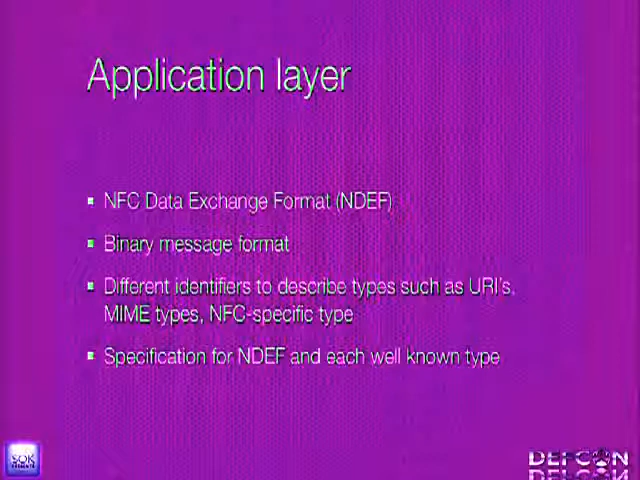 Application layer
NFC Data Exchange Format (NDEF)
Binary message format
Different identifiers to describe types such as URI's,
MIME types, NFC-specific type
Specification for NDEF and each well known type
SOK
DEFCON